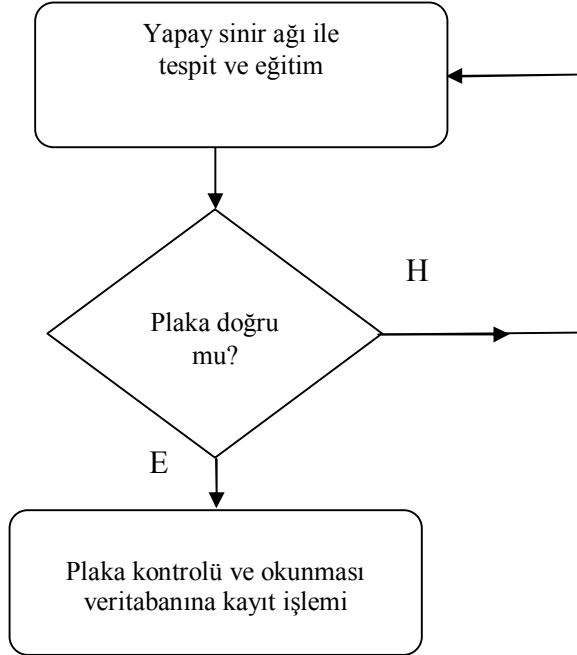 Yapay sinir ağı ile
tespit ve eğitim
H
Plaka doğru
mu?
E
Plaka kontrolü ve okunması
veritabanına kayıt işlemi